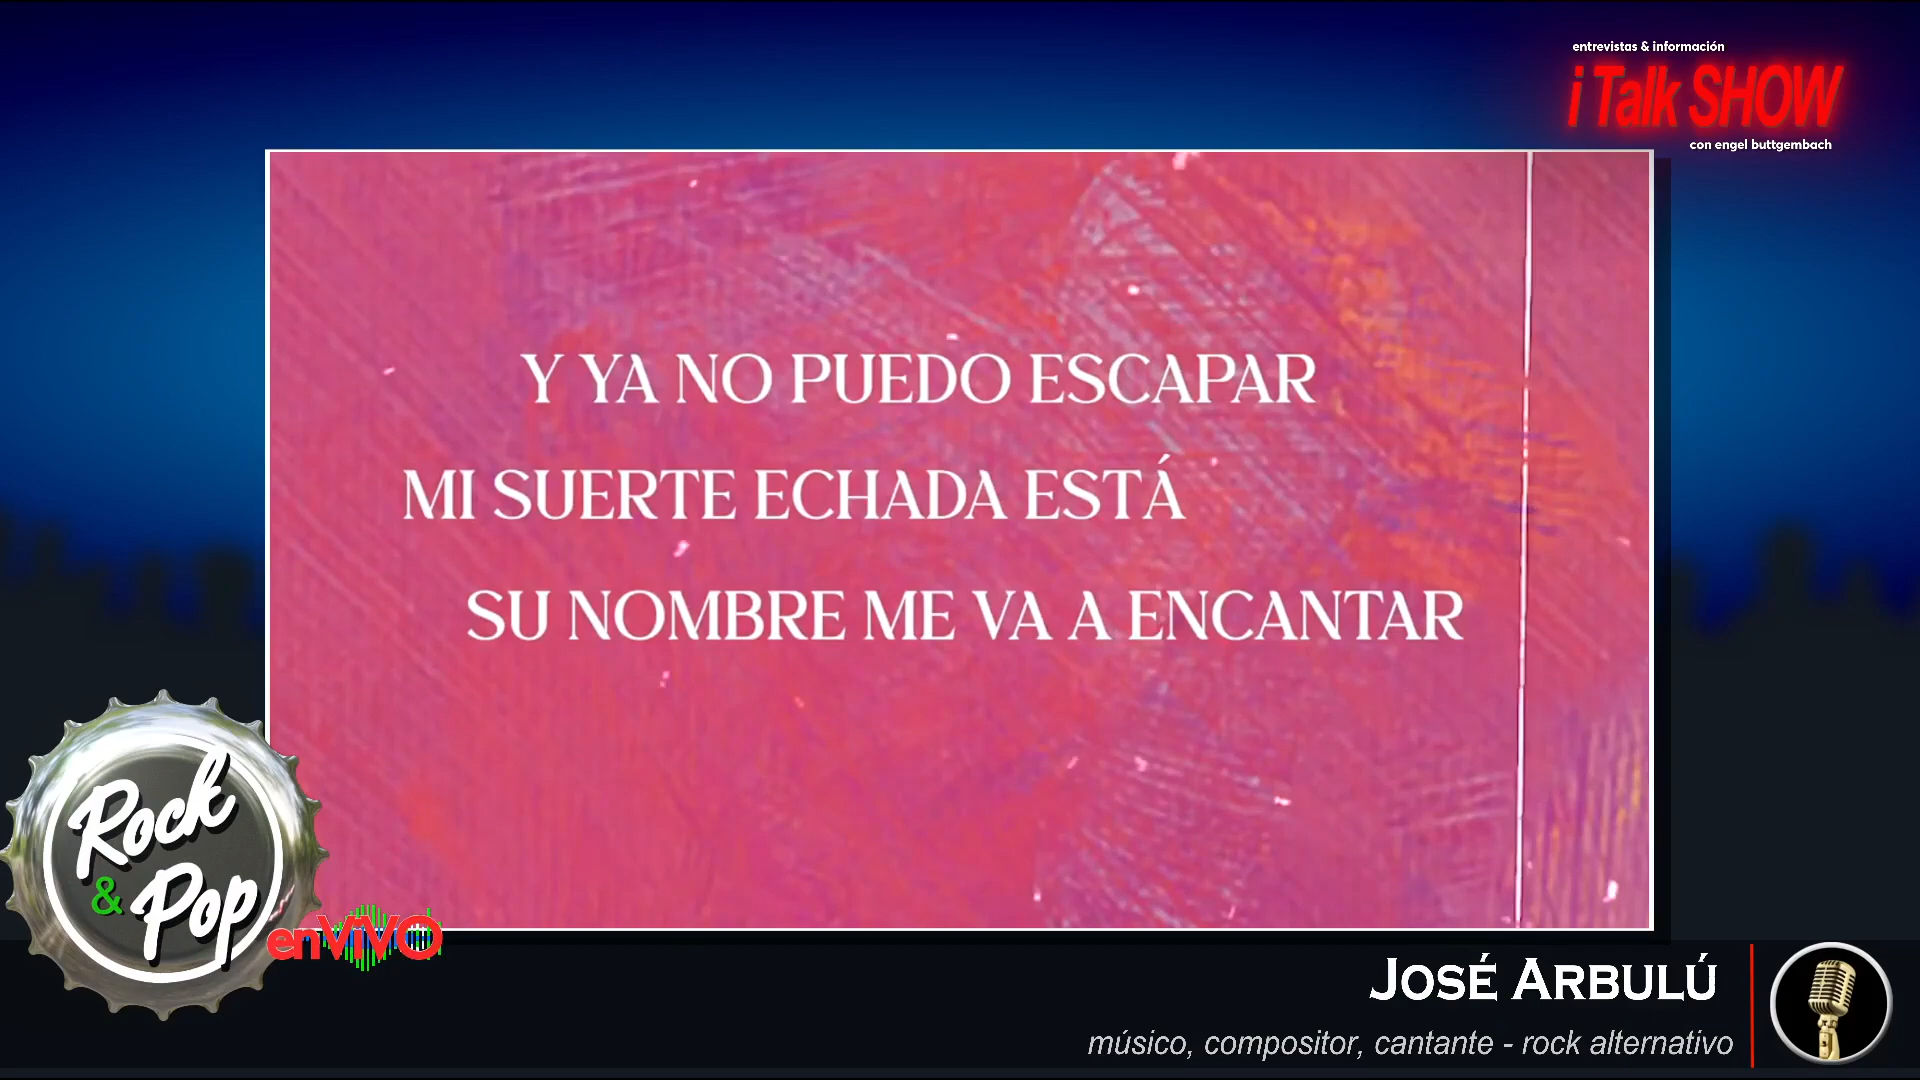 entrevistas & información
i Talk SHOW
con engel buttgembach
Y YA NO PUEDO ESCAPAR
MI SUERTE ECHADA ESTÁ
SU NOMBRE ME VA A ENCANTAR
Rock
& Pop
enVIVO
JOSÉ ARBULÚ
músico, compositor, cantante - rock alternativo